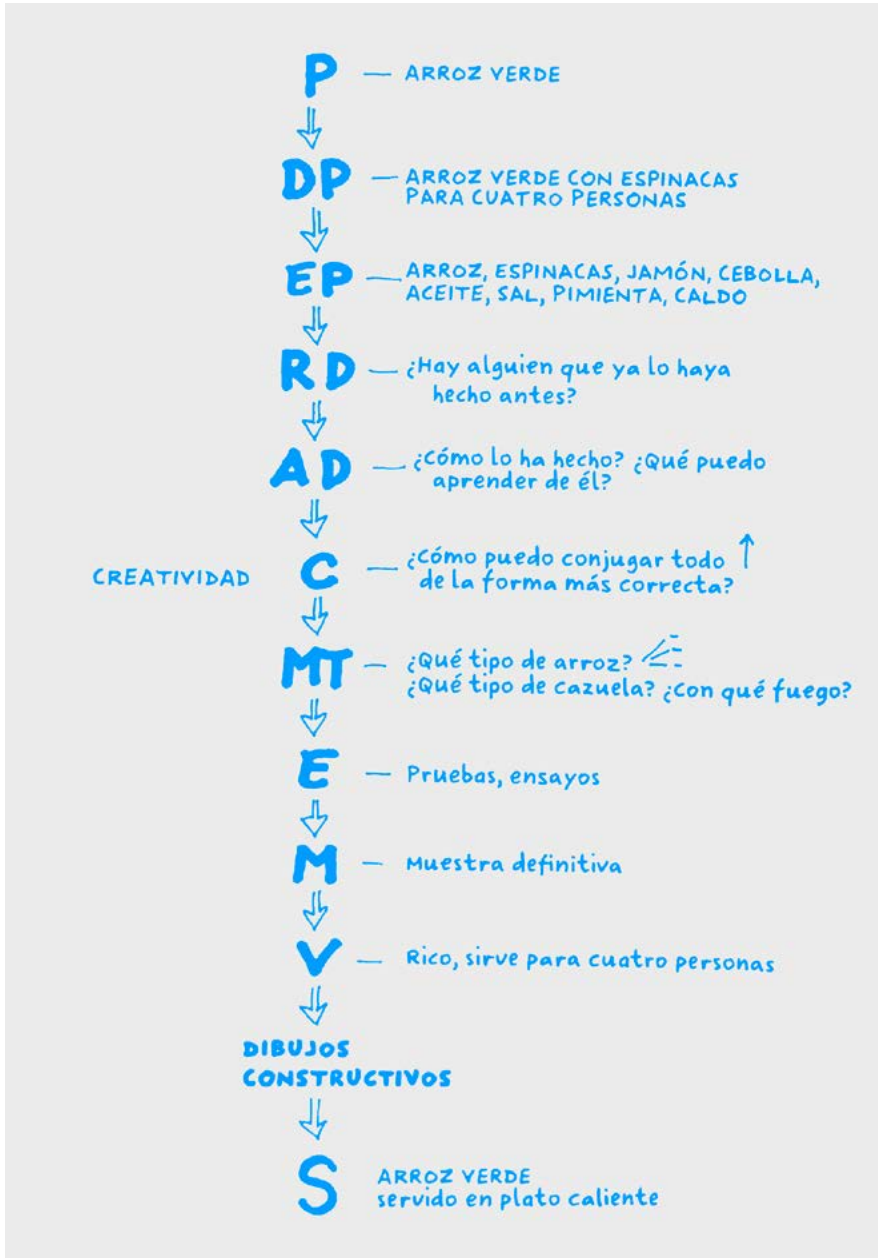 P — ARROZ VERDE
DP — ARROZ VERDE CON ESPINACAS
PARA CUATRO PERSONAS
EP — ARROZ, ESPINACAS, JAMÓN, CEBOLLA,
ACEITE, SAL, PIMIENTA, CALDO
RD — ¿Hay alguien que ya lo haya
hecho antes?
AD — ¿Cómo lo ha hecho? ¿Qué puedo
aprender de él?
CREATIVIDAD C — ¿Cómo puedo conjugar todo
de la forma más correcta?
MT — ¿Qué tipo de arroz?
¿Qué tipo de cazuela? ¿Con qué fuego?
E — Pruebas, ensayos
M — Muestra definitiva
V — Rico, sirve para cuatro personas
DIBUJOS
CONSTRUCTIVOS
S ARROZ VERDE
servido en plato caliente